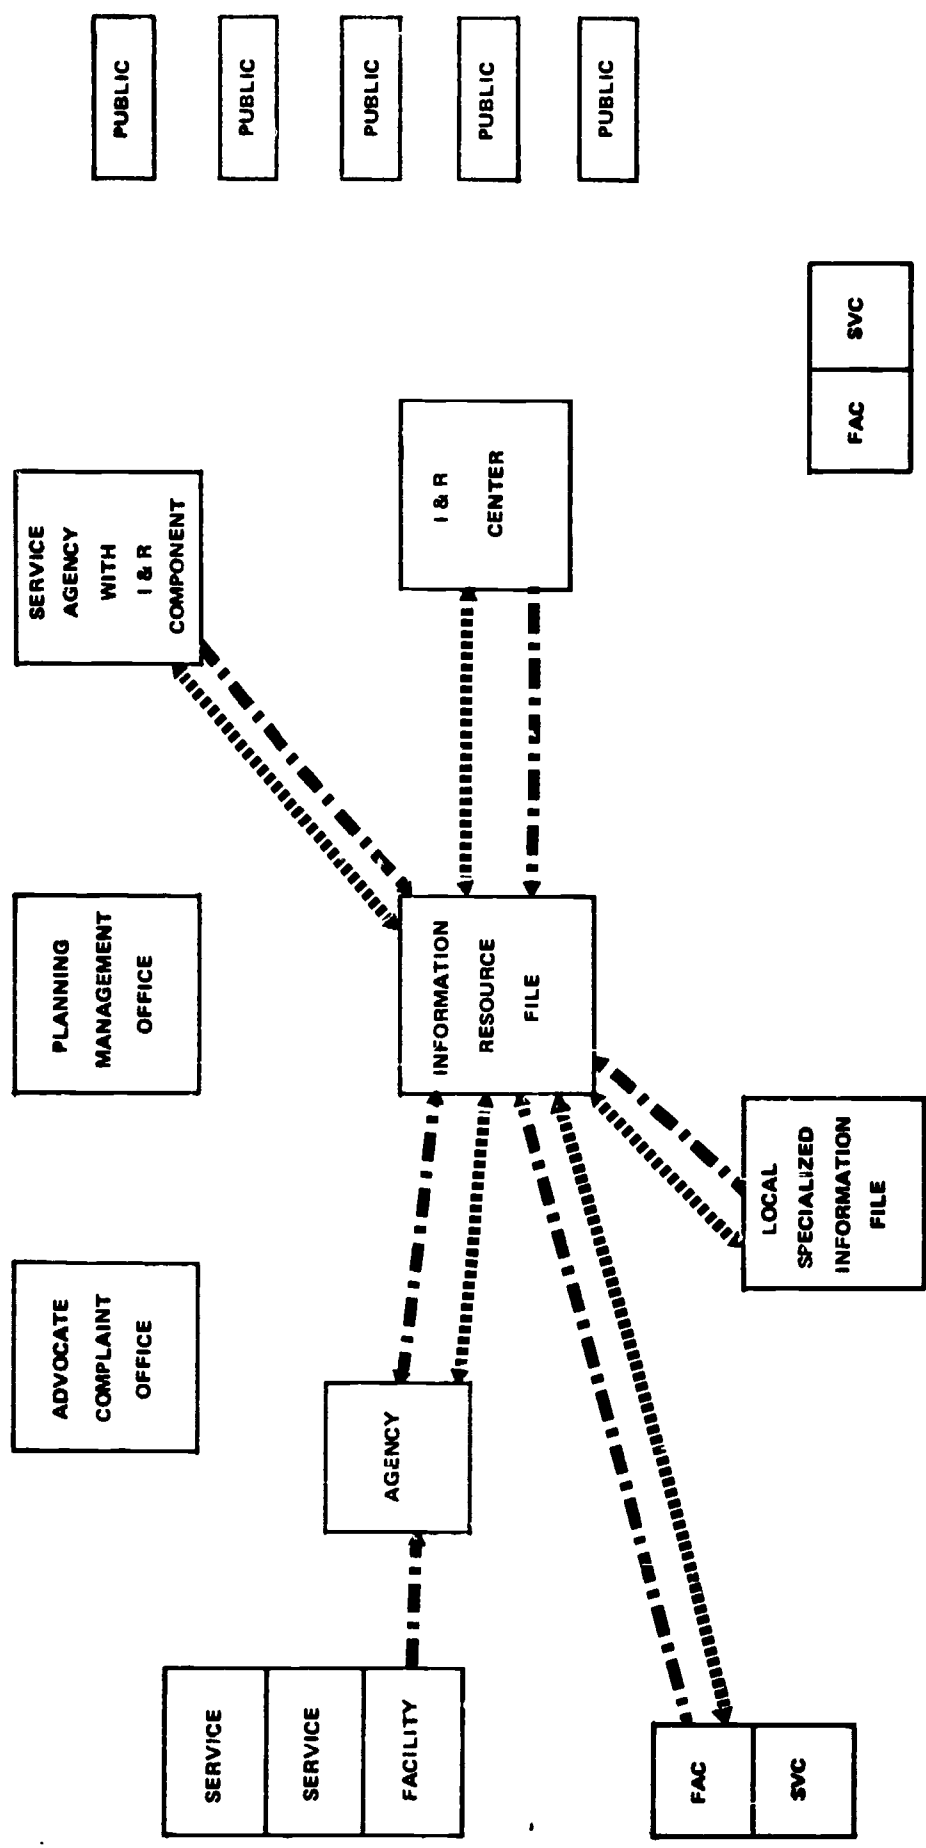 ADVOCATE
COMPLAINT
OFFICE
PLANNING
MANAGEMENT
OFFICE
SERVICE
AGENCY
WITH
I & R
COMPONENT
PUBLIC
PUBLIC
PUBLIC
PUBLIC
PUBLIC
SERVICE
SERVICE
FACILITY
AGENCY
INFORMATION
RESOURCE
FILE
I & R
CENTER
FAC
SVC
LOCAL
SPECIALIZED
INFORMATION
FILE
FAC SVC